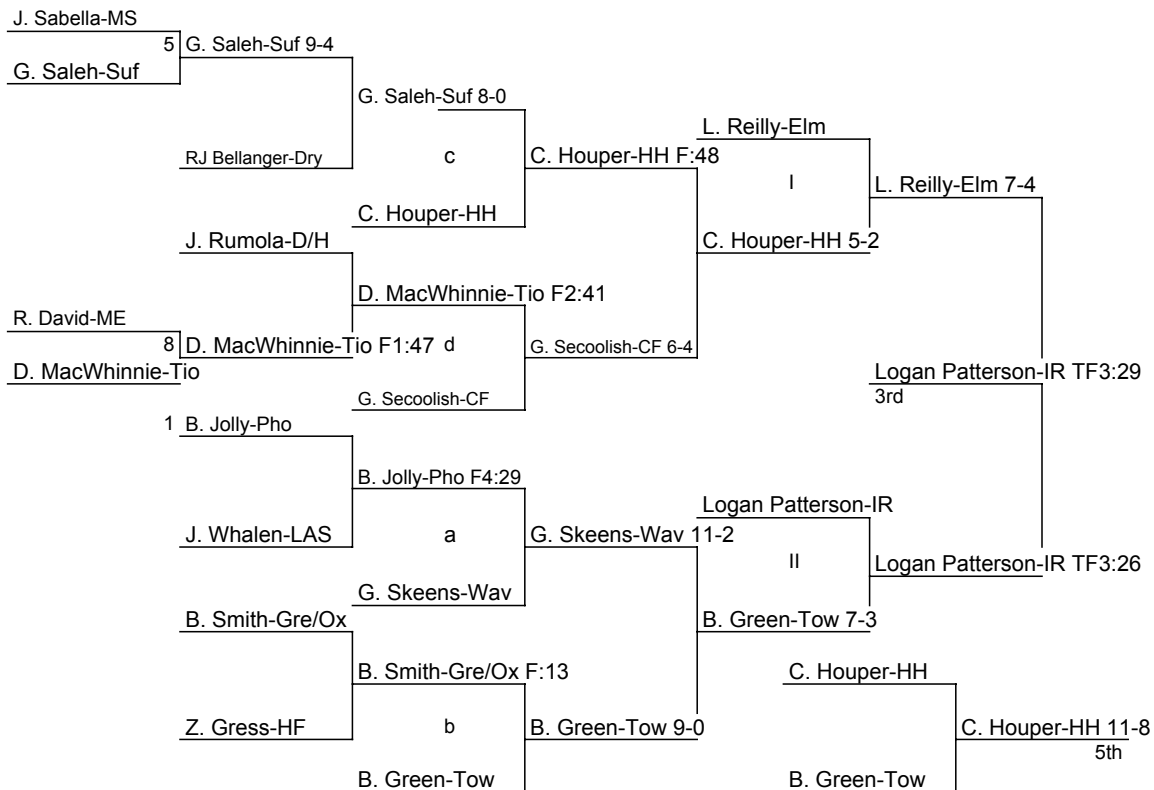 J. Sabella-MS
5 G. Saleh-Suf 9-4
G. Saleh-Suf
G. Saleh-Suf 8-0
L. Reilly-Elm
RJ Bellanger-Dry
c
C. Houper-HH F:48
I
L. Reilly-Elm 7-4
C. Houper-HH
J. Rumola-D/H
C. Houper-HH 5-2
D. MacWhinnie-Tio F2:41
R. David-ME
8 D. MacWhinnie-Tio F1:47
d
G. Secoolish-CF 6-4
D. MacWhinnie-Tio
Logan Patterson-IR TF3:29
3rd
G. Secoolish-CF
1 B. Jolly-Pho
B. Jolly-Pho F4:29
Logan Patterson-IR
J. Whalen-LAS
a
G. Skeens-Wav 11-2
II
Logan Patterson-IR TF3:26
G. Skeens-Wav
B. Smith-Gre/Ox
B. Green-Tow 7-3
B. Smith-Gre/Ox F:13
C. Houper-HH
Z. Gress-HF
b
B. Green-Tow 9-0
C. Houper-HH 11-8
5th
B. Green-Tow
B. Green-Tow